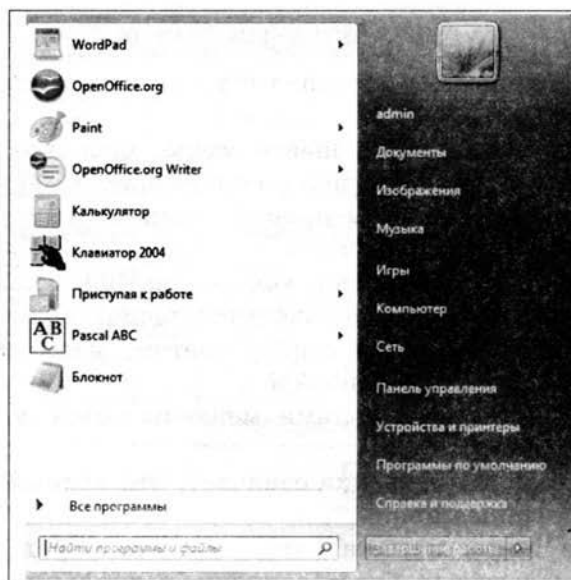 WordPad
OpenOffice.org
Paint
OpenOffice.org Writer
Калькулятор
Клавиатор 2004
Приступая к работе
ABC
Pascal ABC
Блокнот
Все программы
Найти программы и файлы
admin
Документы
Изображения
Музыка
Игры
Компьютер
Сеть
Панель управления
Устройства и принтеры
Программы по умолчанию
Справка и поддержка